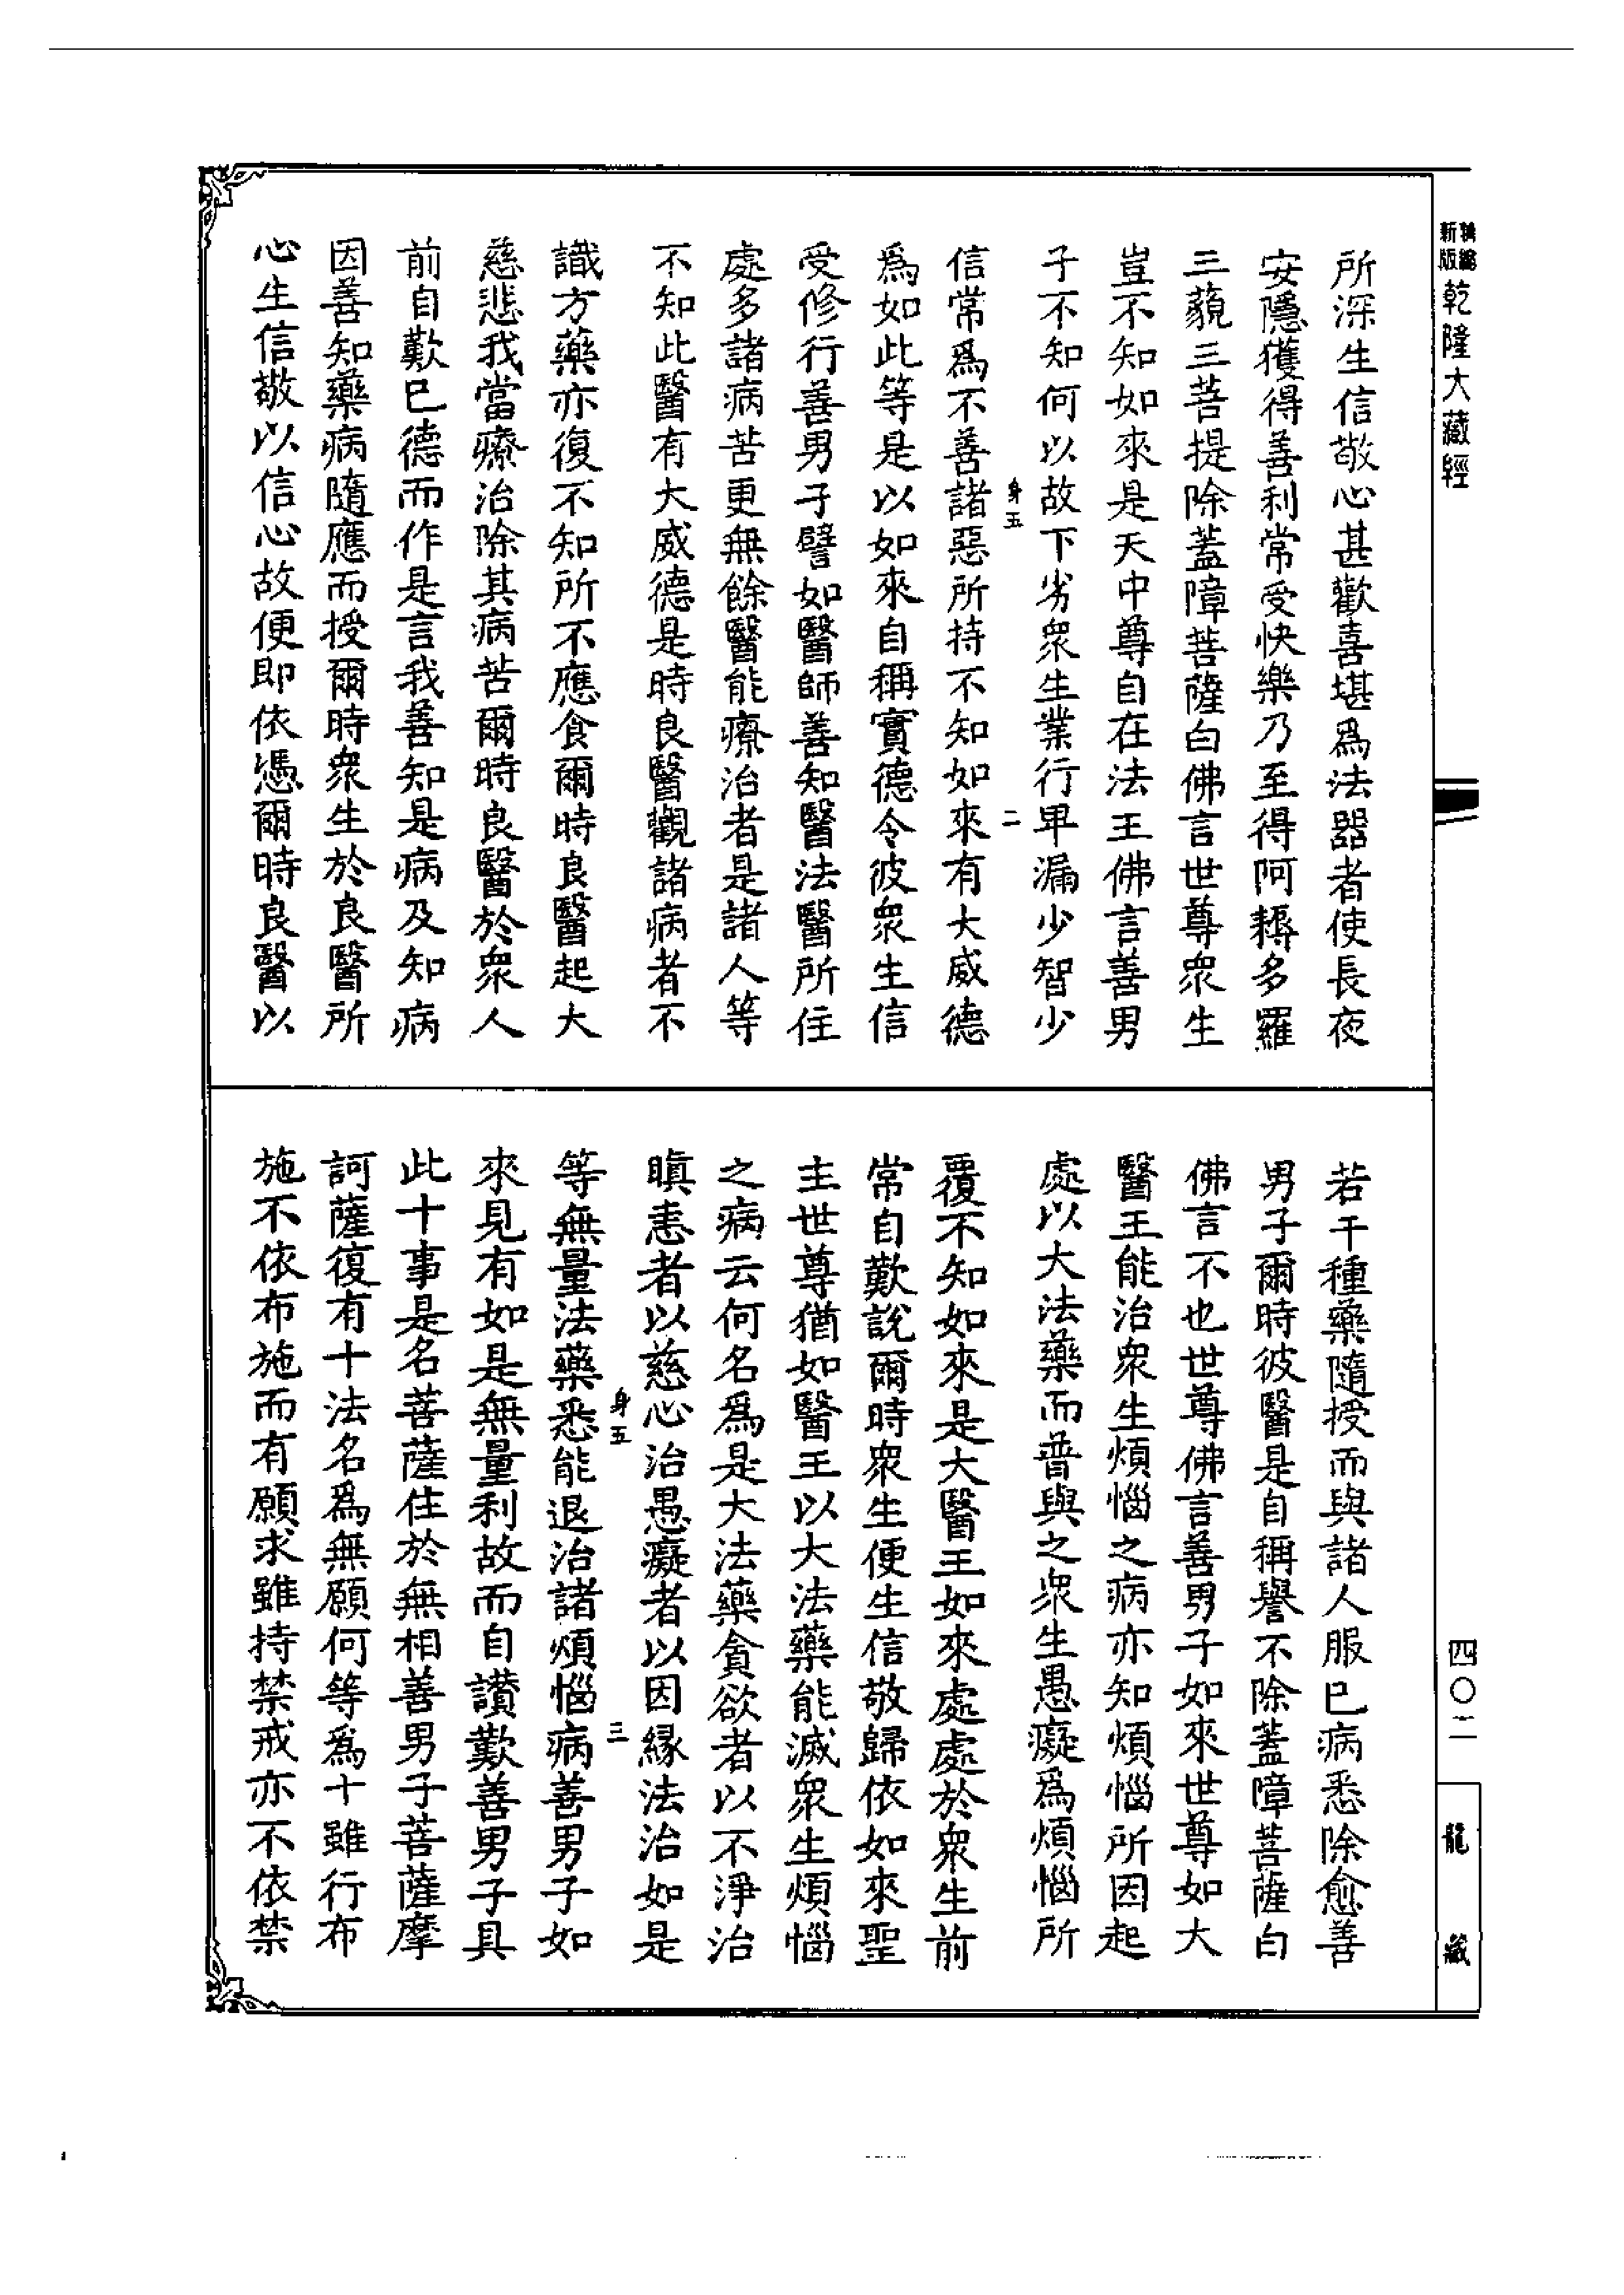 新版
乾隆大藏經
四〇二
龍藏
所深生信敬心甚歡喜堪爲法器者使長夜
安隱獲得善利常受快樂乃至得阿耨多羅
三藐三菩提除蓋障菩薩白佛言世尊衆生
豈不知如來是天中尊自在法王佛言善男
子不知何以故下劣衆生業行卑漏少智少
身五
二
信常爲不善諸惡所持不知如來有大威德
爲如此等是以如來自稱實德令彼衆生信
受修行善男子譬如醫師善知醫法醫所住
處多諸病苦更無餘醫能療治者是諸人等
不知此醫有大威德是時良醫觀諸病者不
識方藥亦復不知所不應食爾時良醫起大
慈悲我當療治除其病苦爾時良醫於衆人
前自歎已德而作是言我善知是病及知病
因善知藥病隨應而授爾時衆生於良醫所
心生信敬以信心故便即依憑爾時良醫以
若干種藥隨授而與諸人服已病悉除愈善
男子爾時彼醫是自稱譽不除蓋障菩薩白
佛言不也世尊佛言善男子如來世尊如大
醫王能治衆生煩惱之病亦知煩惱所因起
處以大法藥而普與之衆生愚癡爲煩惱所
覆不知如來是大醫王如來處處於衆生前
常自歎說爾時衆生便生信敬歸依如來聖
主世尊猶如醫王以大法藥能滅衆生煩惱
之病云何名爲是大法藥貪欲者以不淨治
瞋恚者以慈心治愚癡者以因緣法治如是
身五
三
等無量法藥悉能退治諸煩惱病善男子如
來見有如是無量利故而自讚歎善男子具
此十事是名菩薩住於無相善男子菩薩摩
訶薩復有十法名爲無願何等爲十雖行布
施不依布施而有願求雖持禁戒亦不依禁